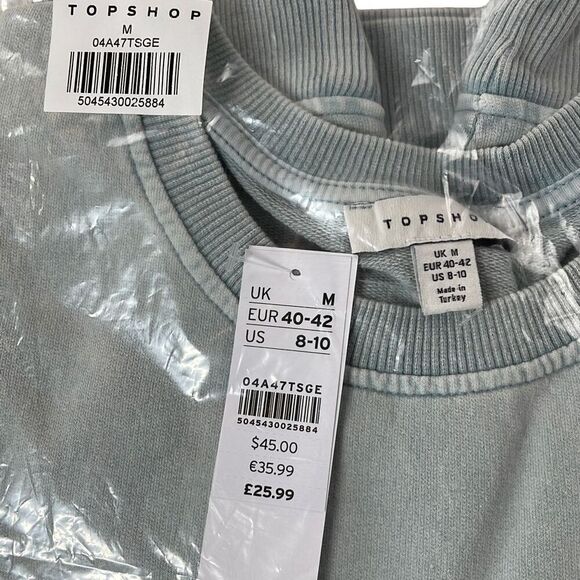 TOPSHOP
M
04A47TSGE
5045430025884
TOPSHOP
UK M
EUR 40-42
US 8-10
Made in
Turkey
UK M
EUR 40-42
US 8-10
04A47TSGE
5045430025884
$45.00
€35.99
£25.99